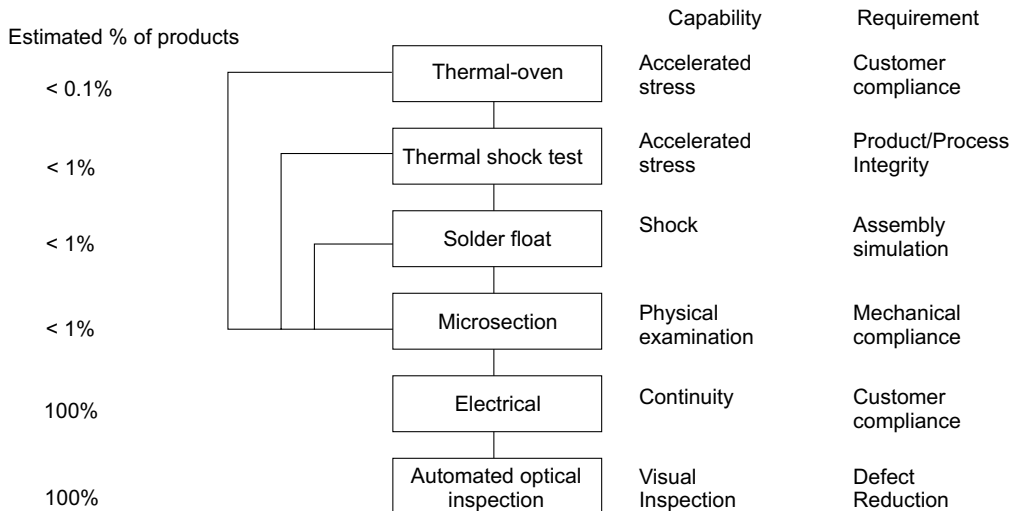 Capability
Requirement
Estimated % of products
< 0.1%
Thermal-oven
Accelerated
stress
Customer
compliance
< 1%
Thermal shock test
Accelerated
stress
Product/Process
Integrity
< 1%
Solder float
Shock
Assembly
simulation
< 1%
Microsection
Physical
examination
Mechanical
compliance
100%
Electrical
Continuity
Customer
compliance
100%
Automated optical
inspection
Visual
Inspection
Defect
Reduction